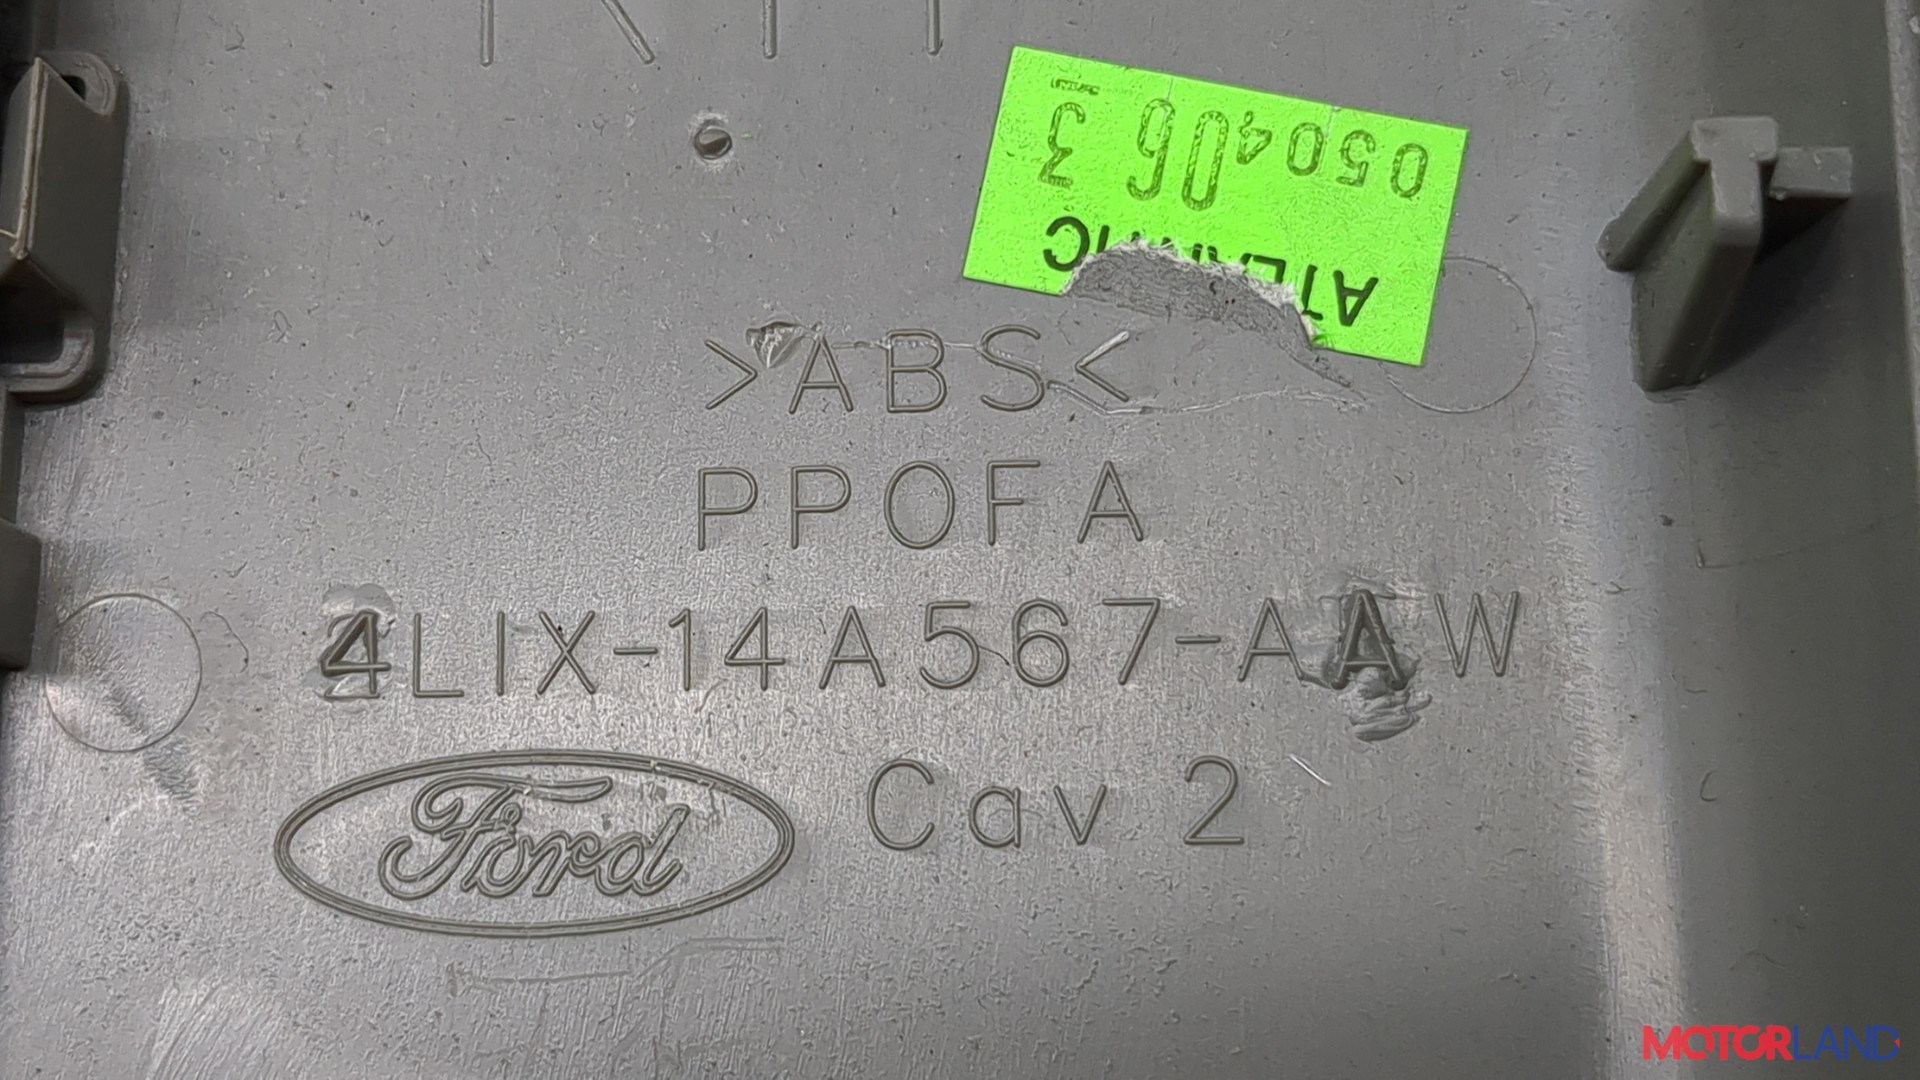 ATLANTIC
050406 3
>ABS<
PPOFA
4LIX-14A567-AAW
Ford Cav 2
MOTORLAND